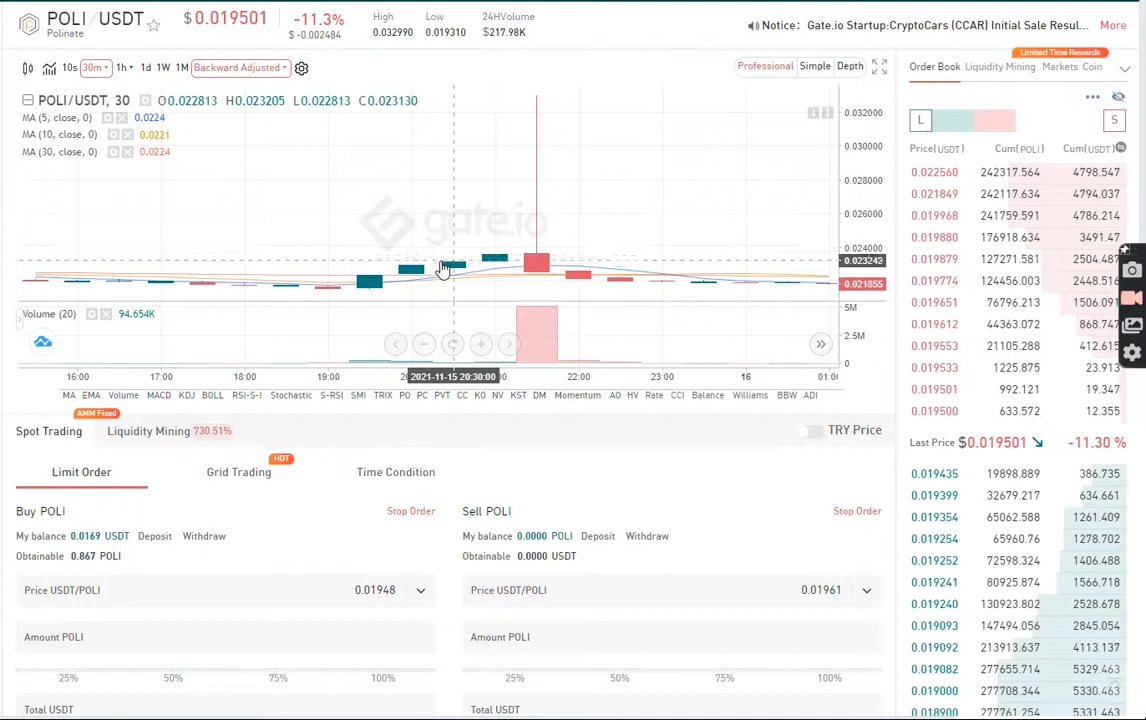 POLI/USDT
Polinate
$ 0.019501
-11.3%
$ -0.002484
High
0.032990
Low
0.019310
24HVolume
$217.98K
Notice: Gate.io Startup:CryptoCars (CCAR) Initial Sale Resul... More
10s 30m 1h 1d 1W 1M Backward Adjusted
Professional Simple Depth
POLI/USDT, 30 O0.022813 H0.023205 L0.022813 C0.023130
MA (5, close, 0) 0.0224
MA (10, close, 0) 0.0221
MA (30, close, 0) 0.0224
gate.io
0.032000
0.030000
0.028000
0.026000
0.024000
0.023242
0.021855
Volume (20) 94.654K
5M
2.5M
0
16:00 17:00 18:00 19:00 2021-11-15 20:30:00 22:00 23:00 16 01:00
MA EMA Volume MACD KDJ BOLL RSI-S-I Stochastic S-RSI SMI TRIX PO PC PVT CC KO NV KST DM Momentum AO HV Rate CCI Balance Williams BBW ADI
AMM Fixed
Spot Trading Liquidity Mining 730.51%
TRY Price
Limit Order Grid Trading HOT Time Condition
Buy POLI Stop Order
My balance 0.0169 USDT Deposit Withdraw
Obtainable 0.867 POLI
Price USDT/POLI 0.01948
Amount POLI
25% 50% 75% 100%
Total USDT
Sell POLI Stop Order
My balance 0.0000 POLI Deposit Withdraw
Obtainable 0.0000 USDT
Price USDT/POLI 0.01961
Amount POLI
25% 50% 75% 100%
Total USDT
Limited Time Rewards
Order Book Liquidity Mining Markets Coin
L S
Price(USDT) Cum(POLI) Cum(USDT)
0.022560 242317.564 4798.547
0.021849 242117.634 4794.037
0.019968 241759.591 4786.214
0.019880 176918.634 3491.47
0.019879 127271.581 2504.487
0.019774 124456.003 2448.516
0.019651 76796.213 1506.091
0.019612 44363.072 868.747
0.019553 21105.288 412.615
0.019533 1225.875 23.913
0.019501 992.121 19.347
0.019500 633.572 12.355
Last Price $0.019501 -11.30 %
0.019435 19898.889 386.735
0.019399 32679.217 634.661
0.019354 65062.588 1261.409
0.019254 65960.76 1278.702
0.019252 72598.324 1406.488
0.019241 80925.874 1566.718
0.019240 130923.802 2528.678
0.019093 147494.056 2845.054
0.019092 213913.637 4113.137
0.019082 277655.714 5329.463
0.019000 277708.344 5330.463
0.018900 277761.254 5331.463